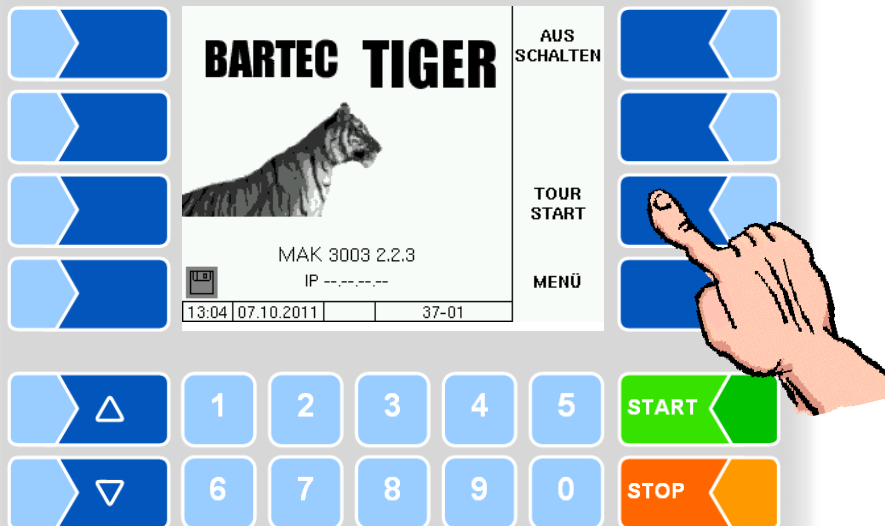 BARTEC TIGER
AUS
SCHALTEN
TOUR
START
MAK 3003 2.2.3
IP --.--.--.--
MENÜ
13:04 07.10.2011 37-01
1 2 3 4 5 START
6 7 8 9 0 STOP